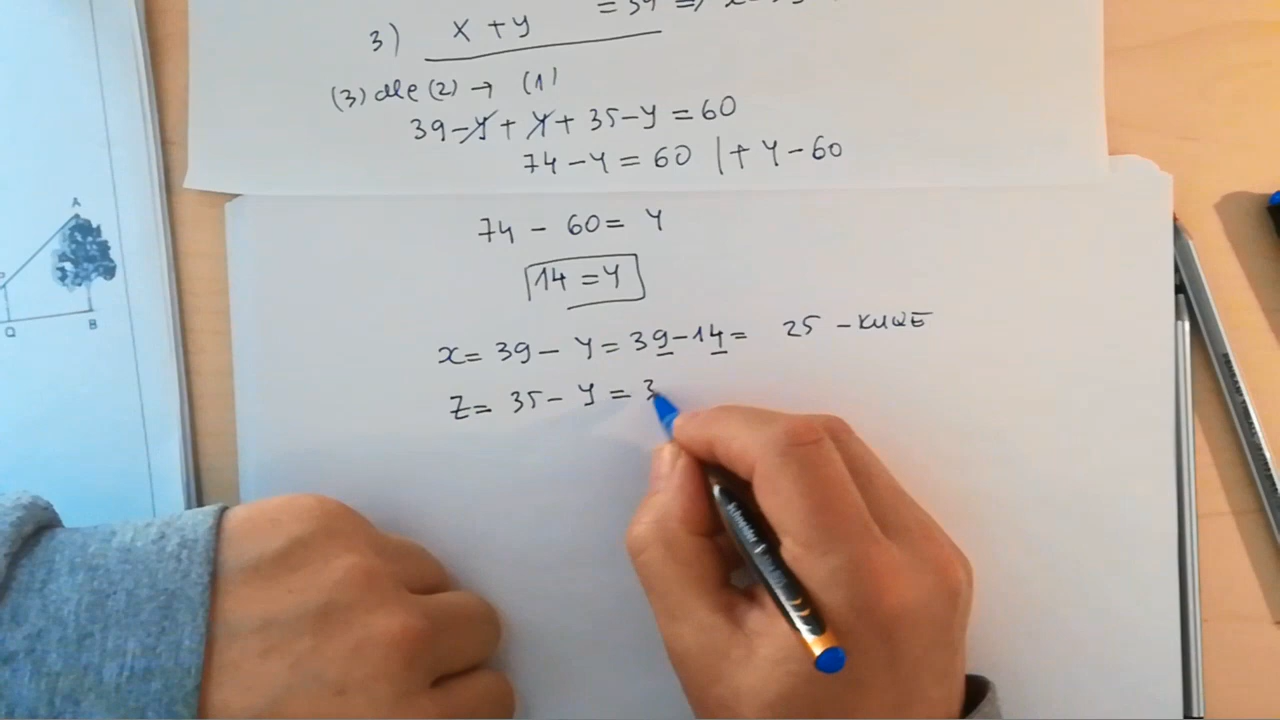 3) x + y = 39 =>
(3) dhe (2) → (1)
39-y + y + 35-y = 60
74 - y = 60 |+ y - 60
74 - 60 = y
14 = y
x = 39 - y = 39-14 = 25 - KUQE
z = 35 - y = 3
A
Q
B
Schneider